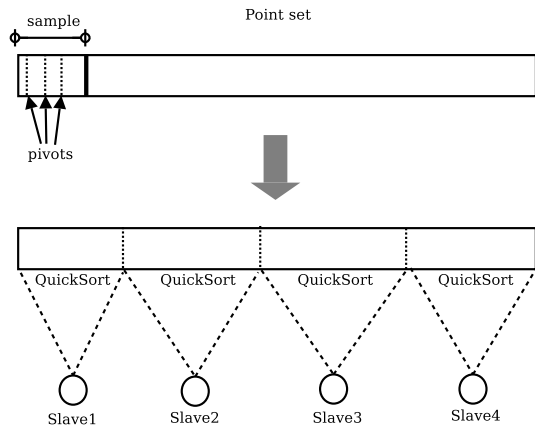 Point set
sample
pivots
QuickSort QuickSort QuickSort QuickSort
Slave1 Slave2 Slave3 Slave4